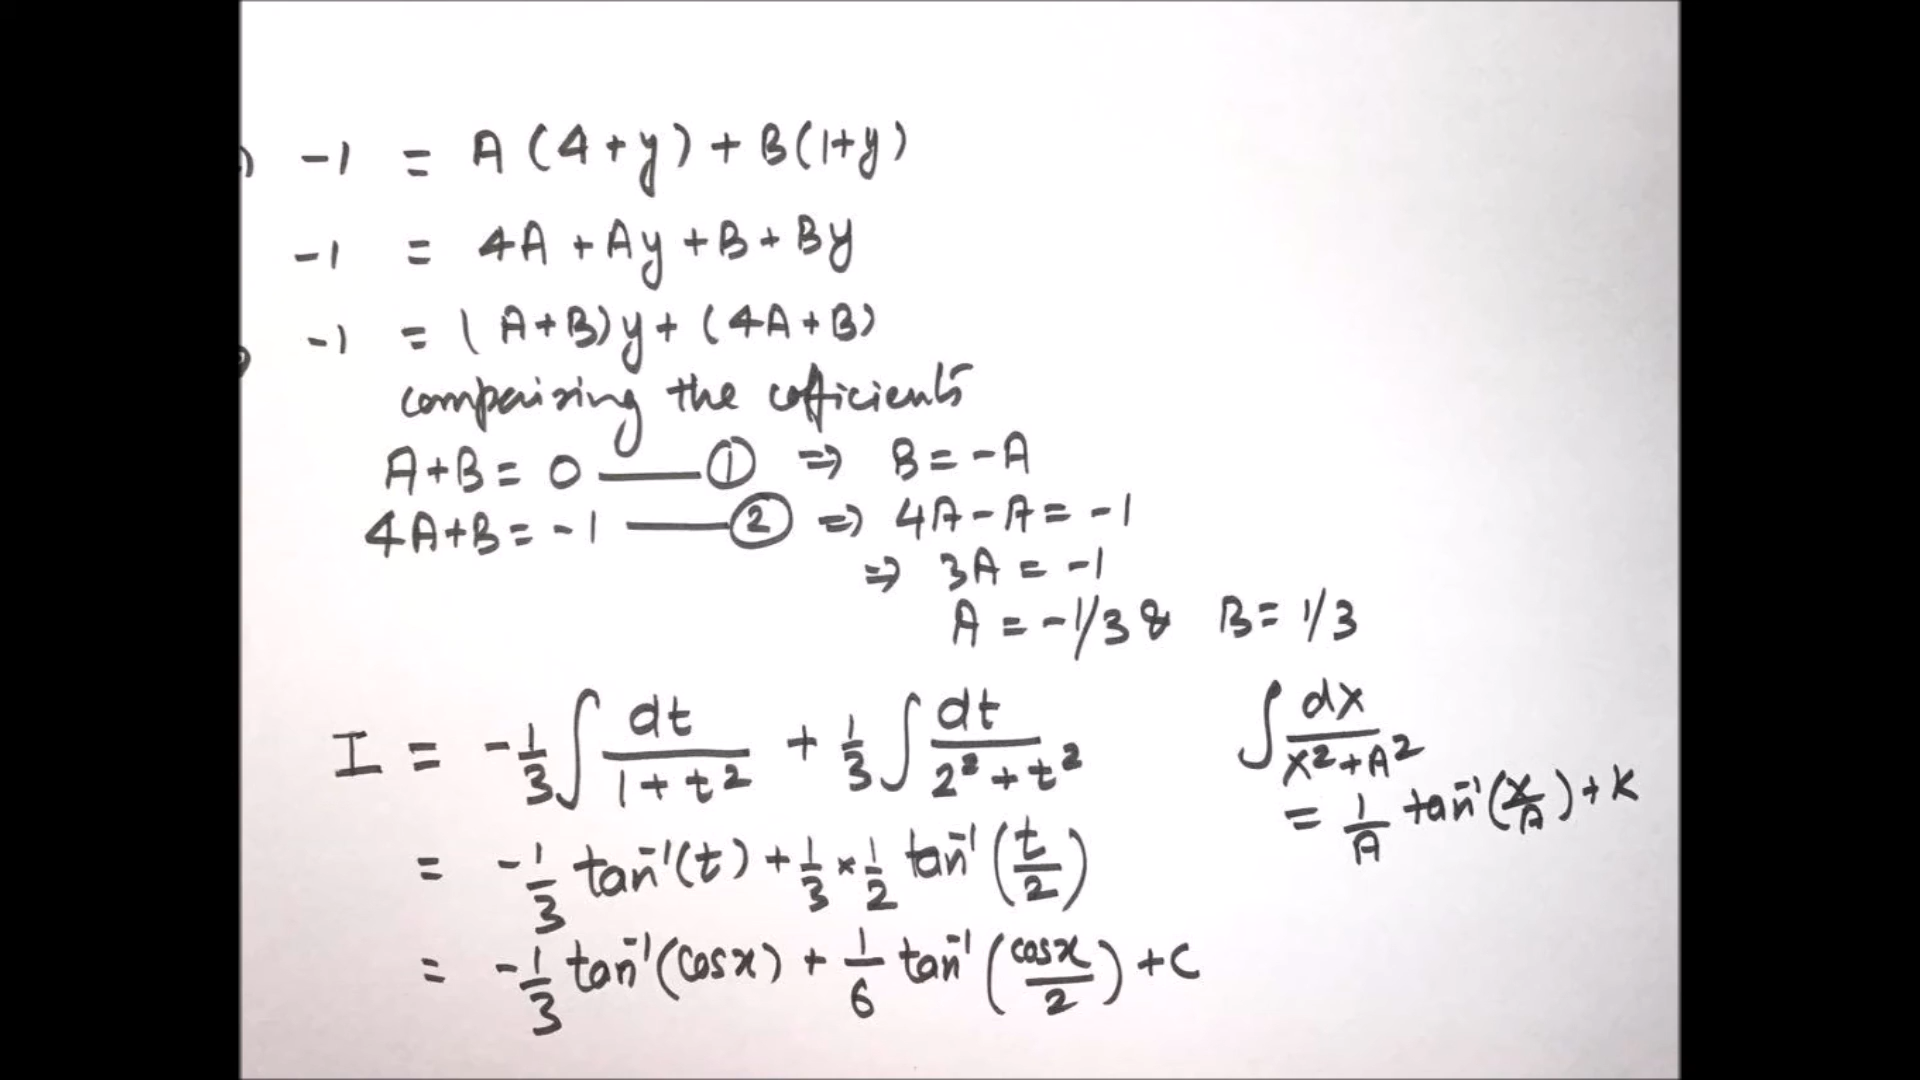 -1 = A(4+y) + B(1+y)
-1 = 4A + Ay + B + By
-1 = (A+B)y + (4A+B)
compairing the cofficients
A+B = 0 —— ① ⇒ B = -A
4A+B = -1 —— ② ⇒ 4A - A = -1
⇒ 3A = -1
A = -1/3 & B = 1/3
I = -1/3 ∫ dt/(1+t²) + 1/3 ∫ dt/(2²+t²)
∫ dx/(x²+A²)
= 1/A tan⁻¹(x/A) + K
= -1/3 tan⁻¹(t) + 1/3 × 1/2 tan⁻¹(t/2)
= -1/3 tan⁻¹(cosx) + 1/6 tan⁻¹(cosx/2) + C